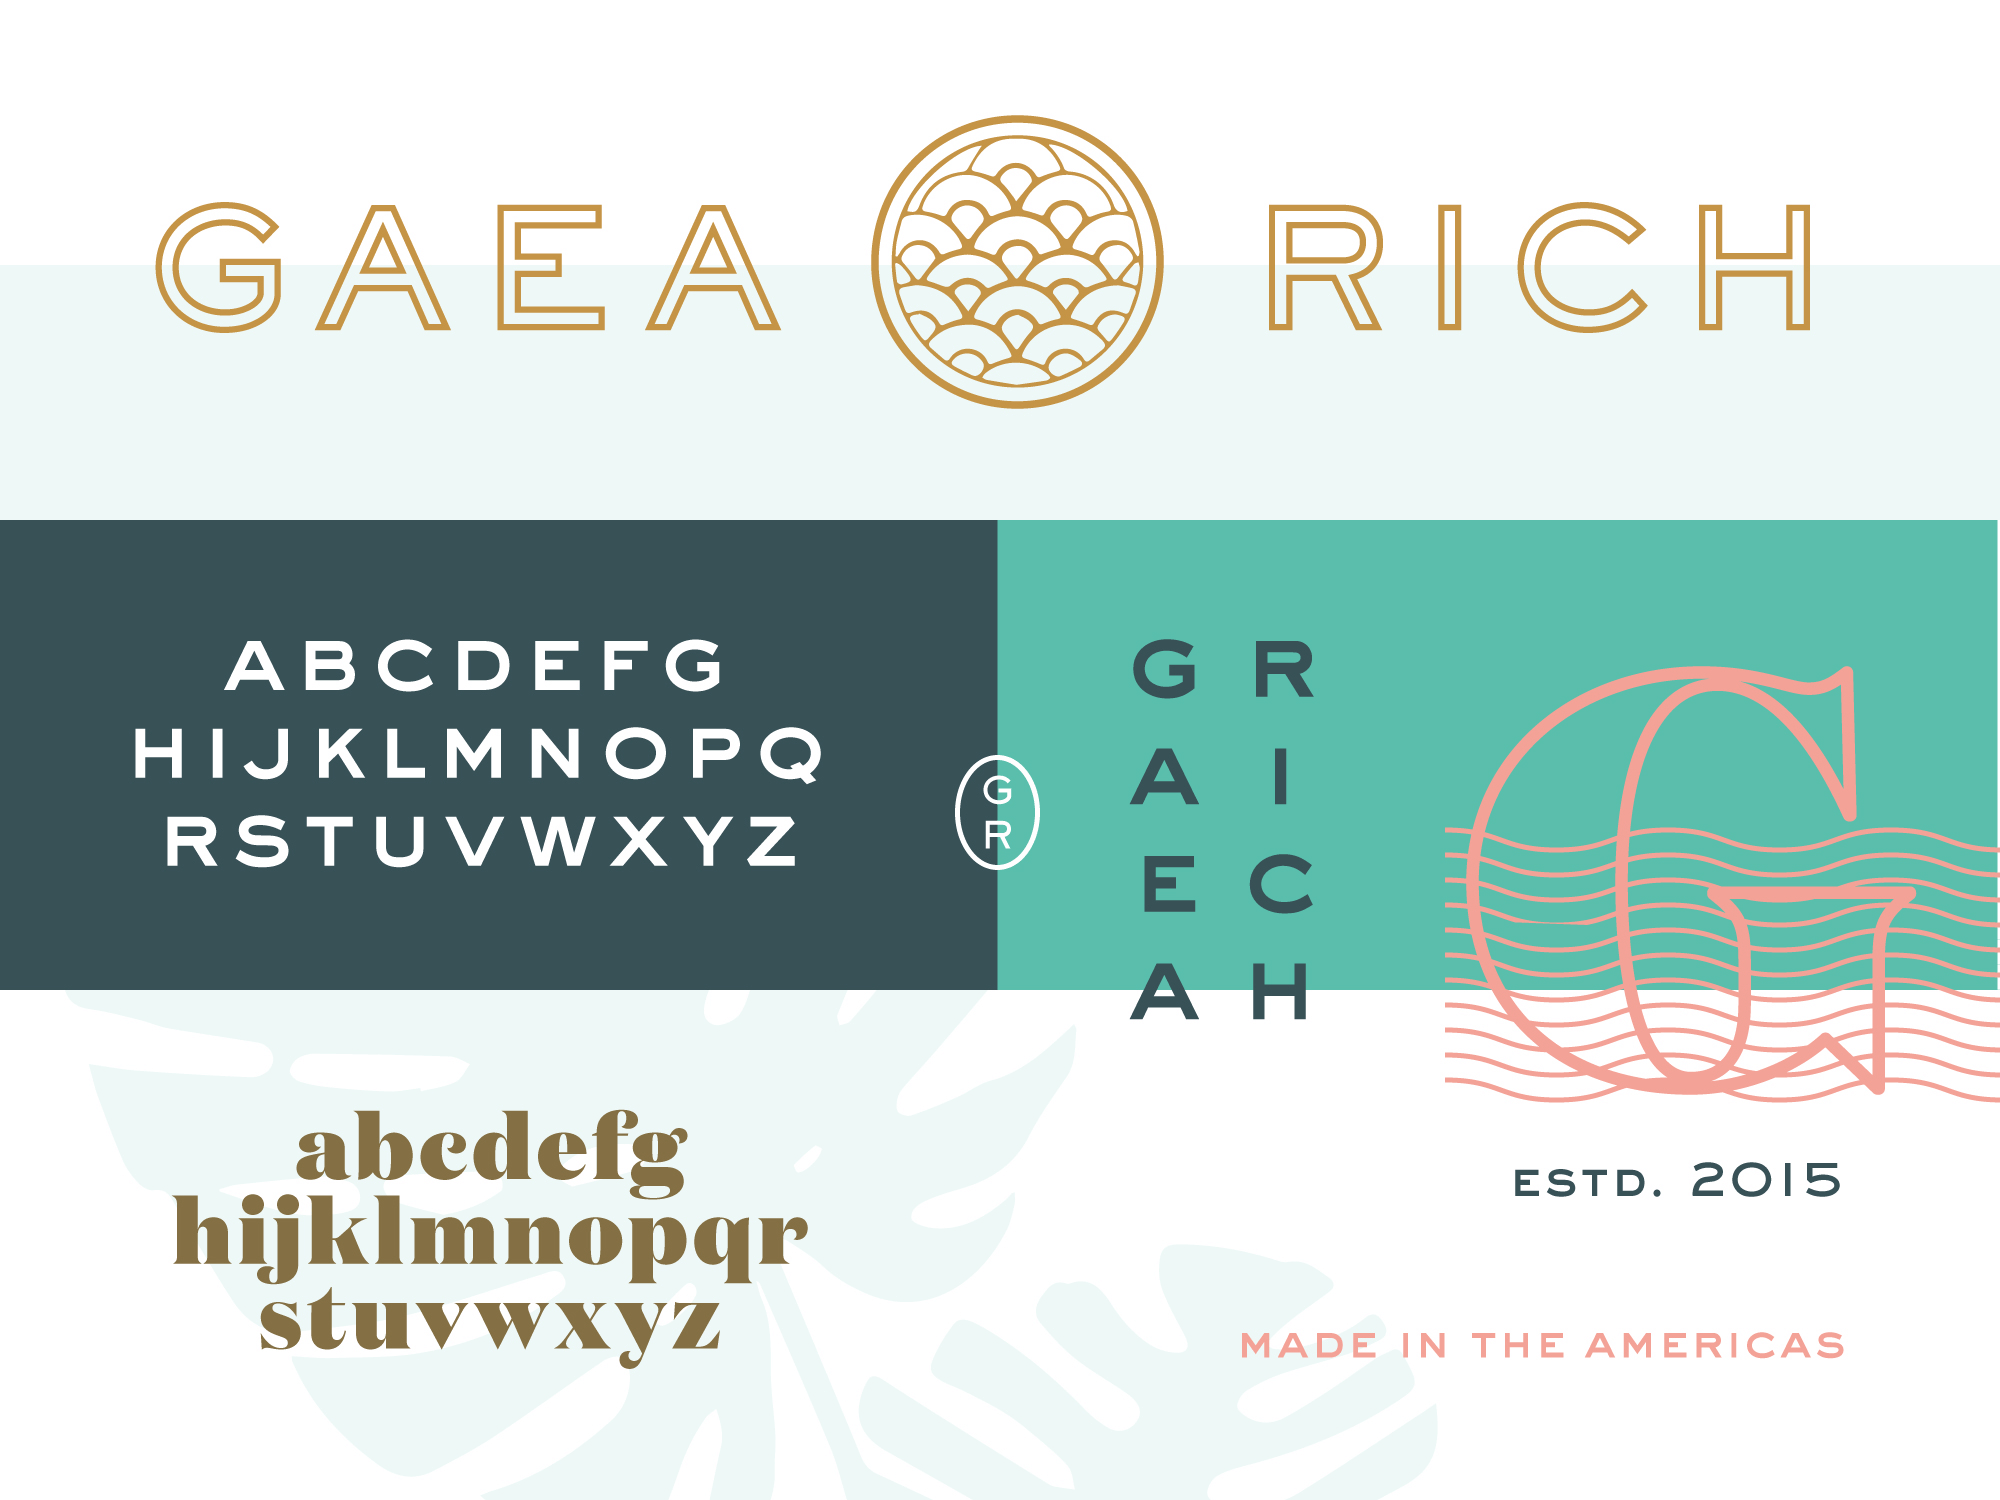 GAEA RICH
ABCDEFG
HIJKLMNOPQ
RSTUVWXYZ
G
R
G R
A I
E C
A H
G
abcdefg
hijklmnopqr
stuvwxyz
ESTD. 2015
MADE IN THE AMERICAS